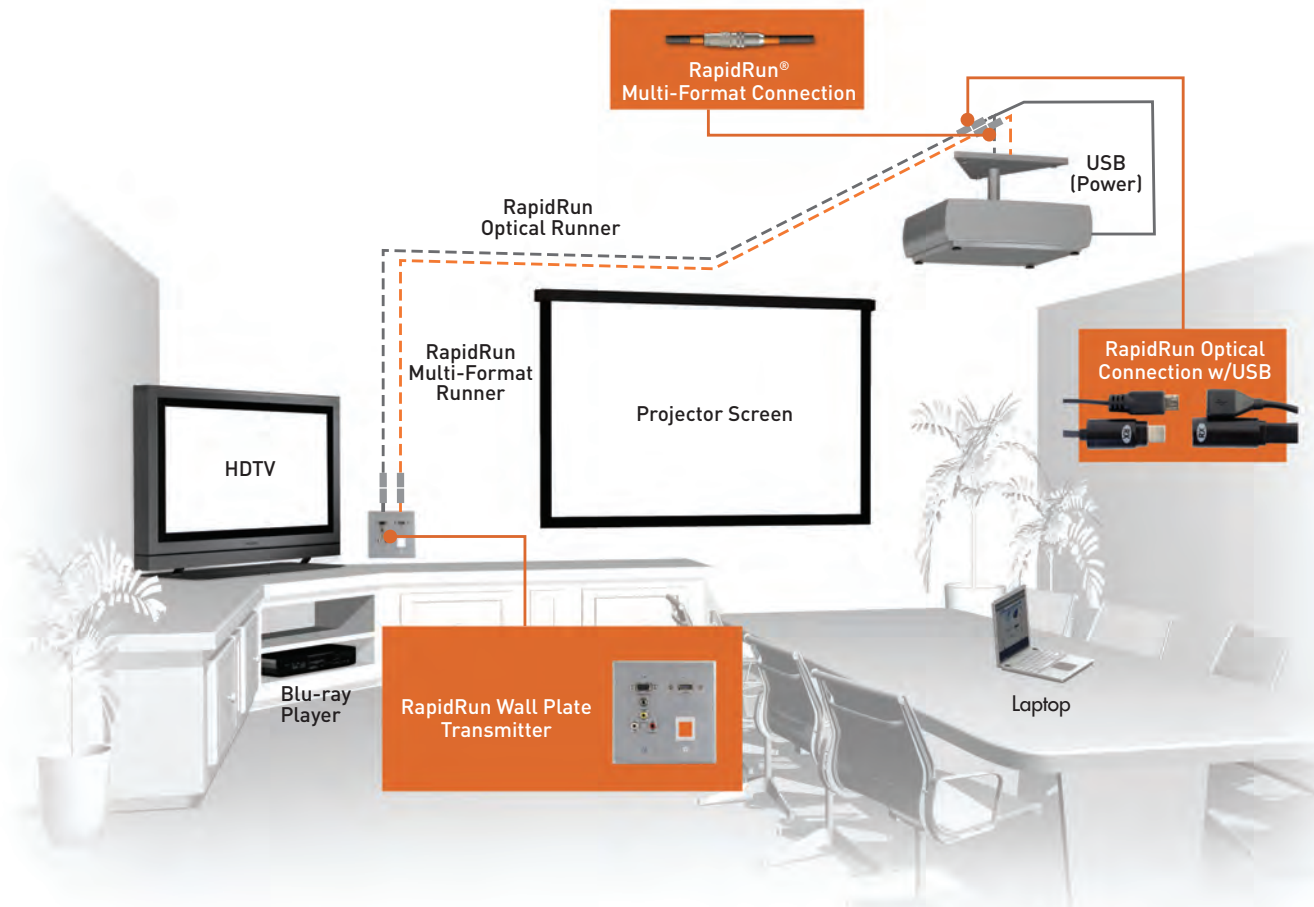 RapidRun®
Multi-Format Connection
USB
(Power)
RapidRun
Optical Runner
RapidRun
Multi-Format
Runner
RapidRun Optical
Connection w/USB
Projector Screen
HDTV
Blu-ray
Player
RapidRun Wall Plate
Transmitter
Laptop